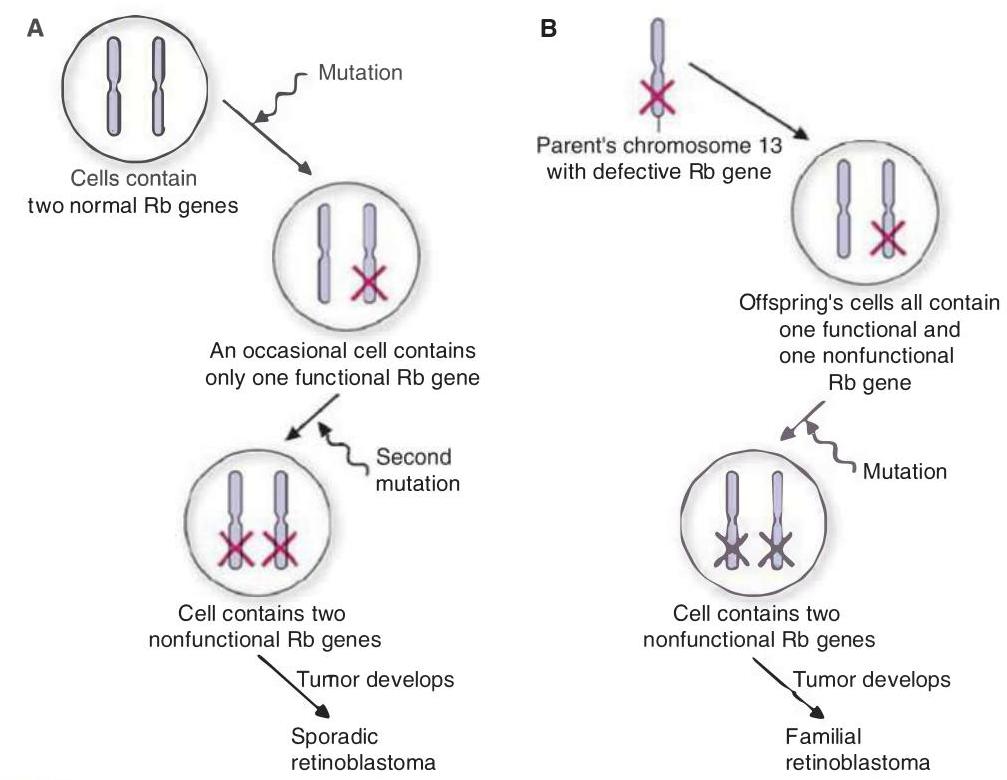 A
Mutation
Cells contain
two normal Rb genes
An occasional cell contains
only one functional Rb gene
Second
mutation
Cell contains two
nonfunctional Rb genes
Tumor develops
Sporadic
retinoblastoma
B
Parent's chromosome 13
with defective Rb gene
Offspring's cells all contain
one functional and
one nonfunctional
Rb gene
Mutation
Cell contains two
nonfunctional Rb genes
Tumor develops
Familial
retinoblastoma